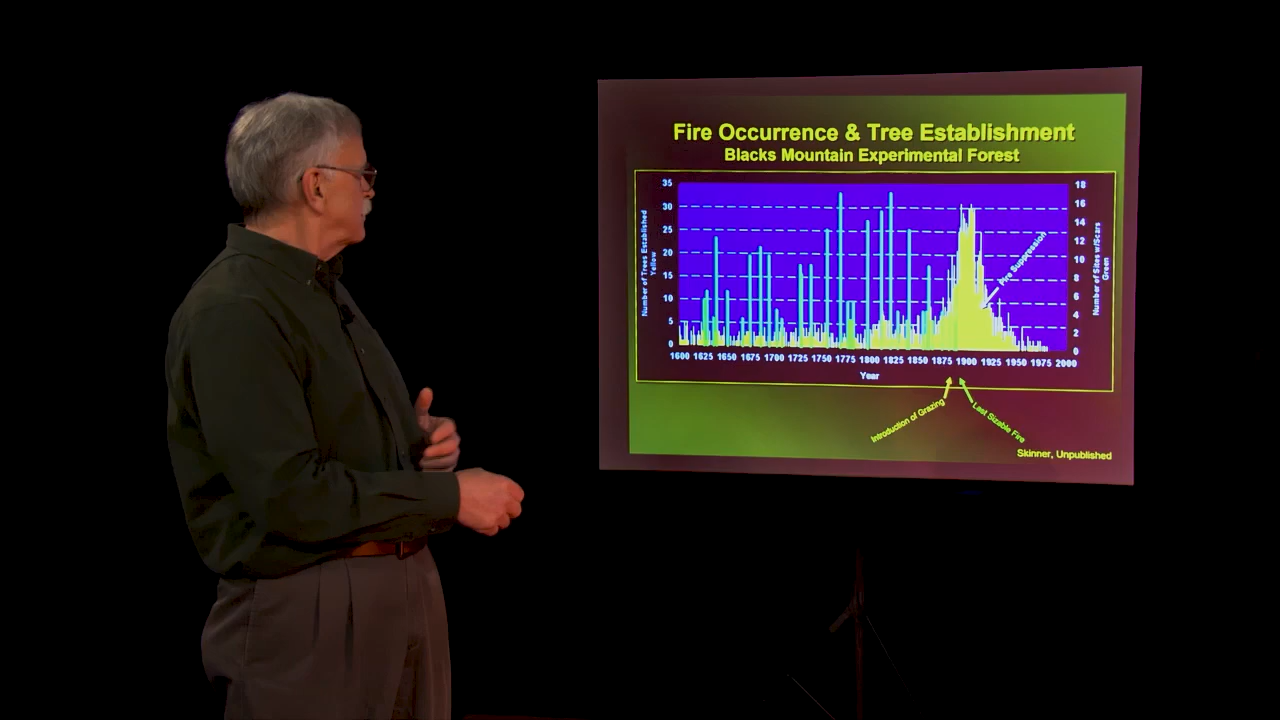 Fire Occurrence & Tree Establishment
Blacks Mountain Experimental Forest
35
30
25
20
15
10
5
0
Number of Trees Established
Yellow
18
16
14
12
10
8
6
4
2
0
Number of Sites w/Scars
Green
Fire Suppression
1600 1625 1650 1675 1700 1725 1750 1775 1800 1825 1850 1875 1900 1925 1950 1975 2000
Year
Introduction of Grazing
Last Sizable Fire
Skinner, Unpublished